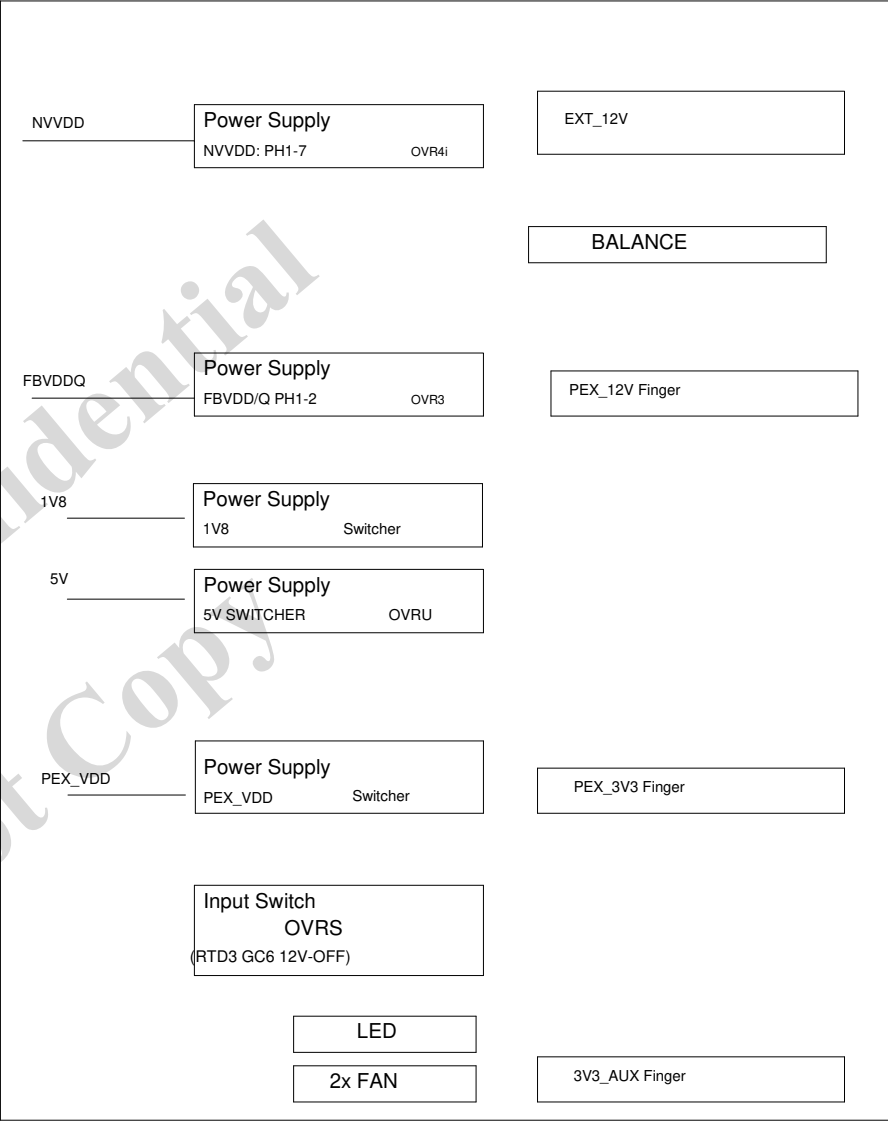 NVVDD
Power Supply
NVVDD: PH1-7 OVR4i
EXT_12V
BALANCE
FBVDDQ
Power Supply
FBVDD/Q PH1-2 OVR3
PEX_12V Finger
1V8
Power Supply
1V8 Switcher
5V
Power Supply
5V SWITCHER OVRU
PEX_VDD
Power Supply
PEX_VDD Switcher
PEX_3V3 Finger
Input Switch
OVRS
(RTD3 GC6 12V-OFF)
LED
2x FAN
3V3_AUX Finger
Copy